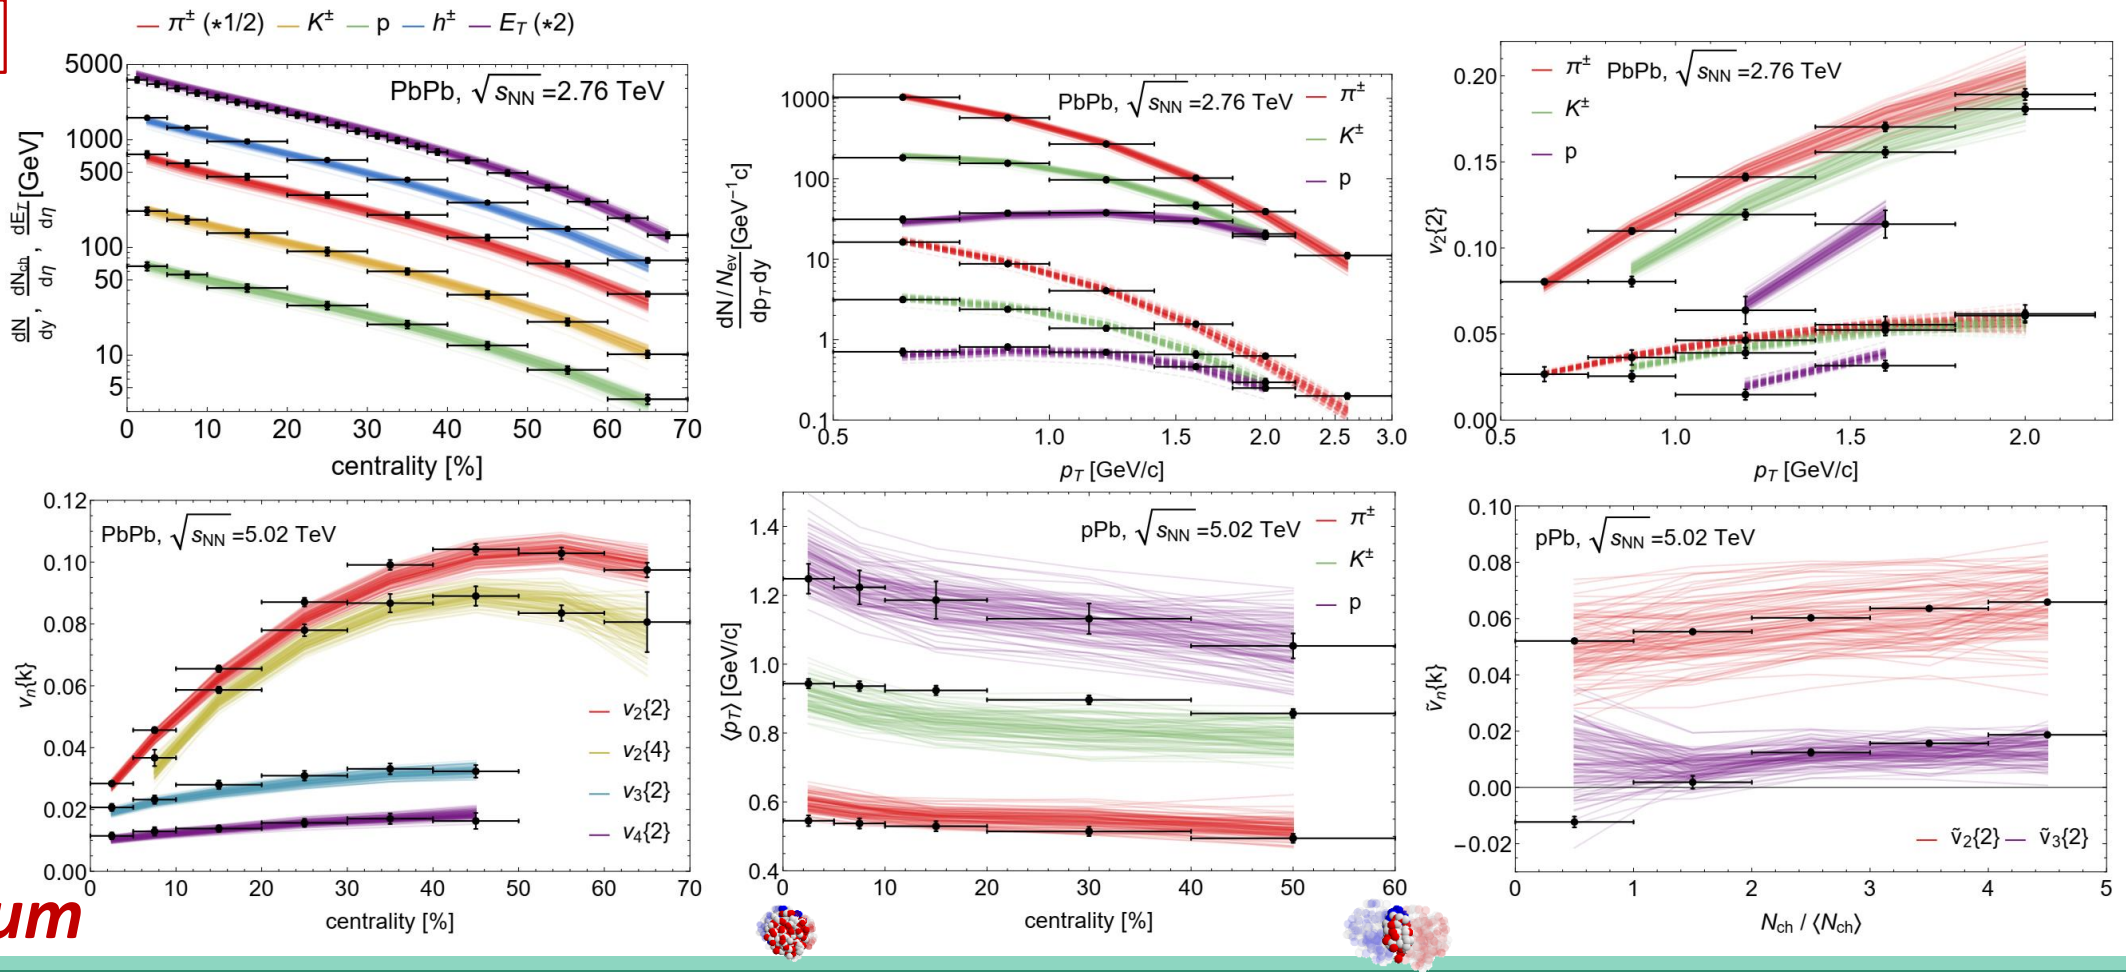 π± (*1/2) K± p h± E_T (*2)
PbPb, √s_NN =2.76 TeV
dN/dy, dN_ch/dη, dE_T/dη [GeV]
5000
1000
500
100
50
10
5
0 10 20 30 40 50 60 70
centrality [%]
PbPb, √s_NN =2.76 TeV
π±
K±
p
dN / N_ev / dp_T dy [GeV⁻¹c]
1000
100
10
1
0.1
0.5 1.0 1.5 2.0 2.5 3.0
p_T [GeV/c]
π± PbPb, √s_NN =2.76 TeV
K±
p
v₂{2}
0.20
0.15
0.10
0.05
0.00
0.5 1.0 1.5 2.0
p_T [GeV/c]
PbPb, √s_NN =5.02 TeV
v_n{k}
0.12
0.10
0.08
0.06
0.04
0.02
0.00
v₂{2}
v₂{4}
v₃{2}
v₄{2}
0 10 20 30 40 50 60 70
centrality [%]
pPb, √s_NN =5.02 TeV
π±
K±
p
⟨p_T⟩ [GeV/c]
1.4
1.2
1.0
0.8
0.6
0.4
0 10 20 30 40 50 60
centrality [%]
pPb, √s_NN =5.02 TeV
ṽ_n{k}
0.10
0.08
0.06
0.04
0.02
0.00
−0.02
ṽ₂{2} ṽ₃{2}
0 1 2 3 4 5
N_ch / ⟨N_ch⟩
um